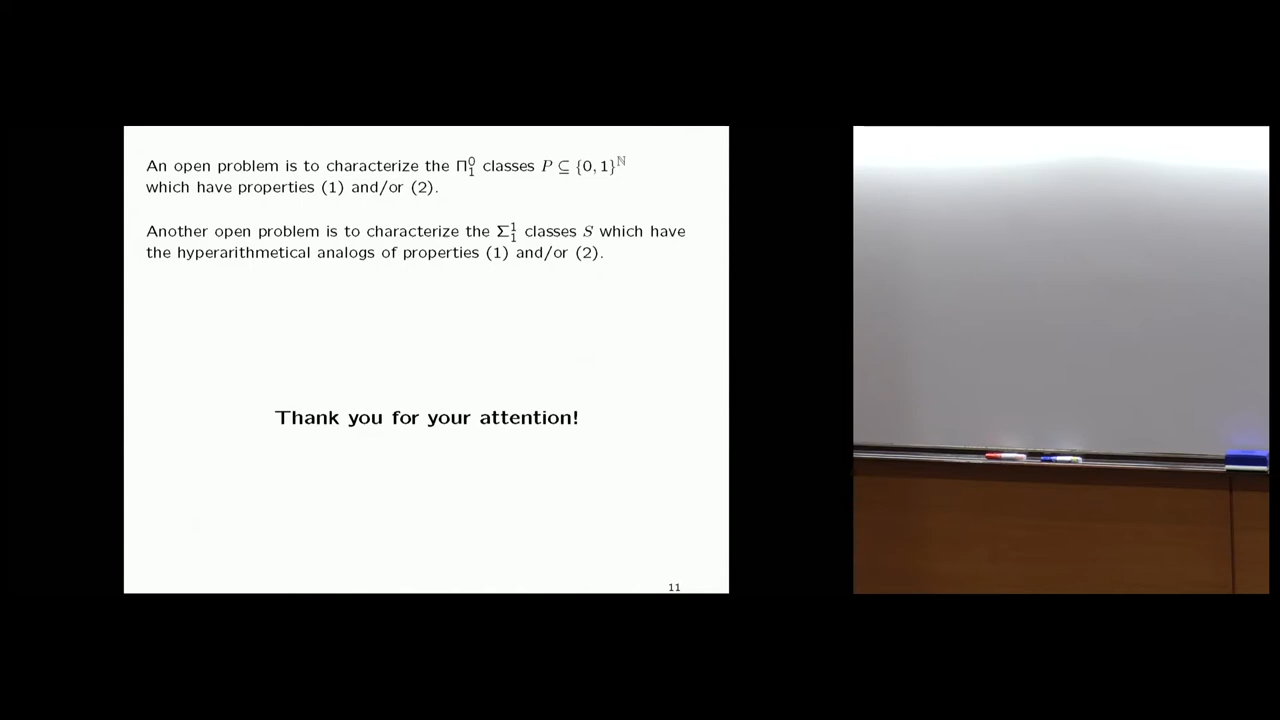 An open problem is to characterize the Π⁰₁ classes P ⊆ {0, 1}^ℕ
which have properties (1) and/or (2).
Another open problem is to characterize the Σ¹₁ classes S which have
the hyperarithmetical analogs of properties (1) and/or (2).
Thank you for your attention!
11